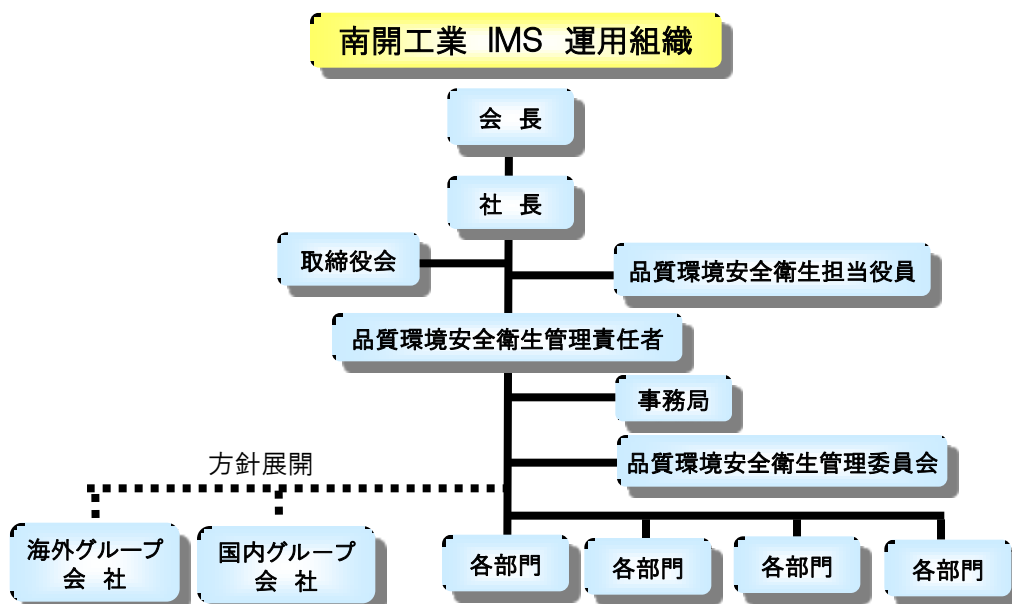 南開工業 IMS 運用組織
会 長
社 長
取締役会
品質環境安全衛生担当役員
品質環境安全衛生管理責任者
事務局
品質環境安全衛生管理委員会
方針展開
海外グループ
会 社
国内グループ
会 社
各部門
各部門
各部門
各部門